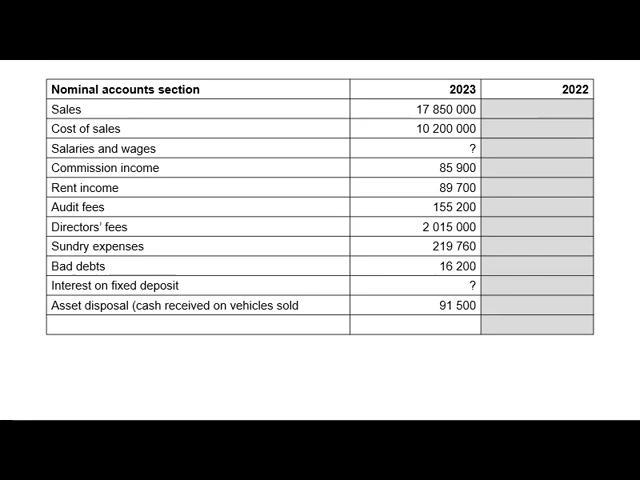 Nominal accounts section 2023 2022
Sales 17 850 000
Cost of sales 10 200 000
Salaries and wages ?
Commission income 85 900
Rent income 89 700
Audit fees 155 200
Directors' fees 2 015 000
Sundry expenses 219 760
Bad debts 16 200
Interest on fixed deposit ?
Asset disposal (cash received on vehicles sold 91 500